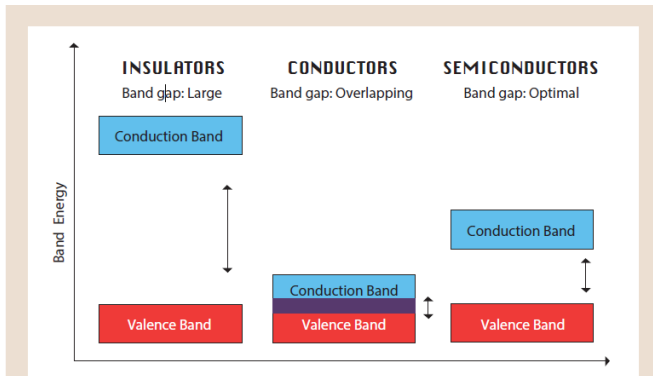 INSULATORS
Band gap: Large
CONDUCTORS
Band gap: Overlapping
SEMICONDUCTORS
Band gap: Optimal
Band Energy
Conduction Band
Valence Band
Conduction Band
Valence Band
Conduction Band
Valence Band